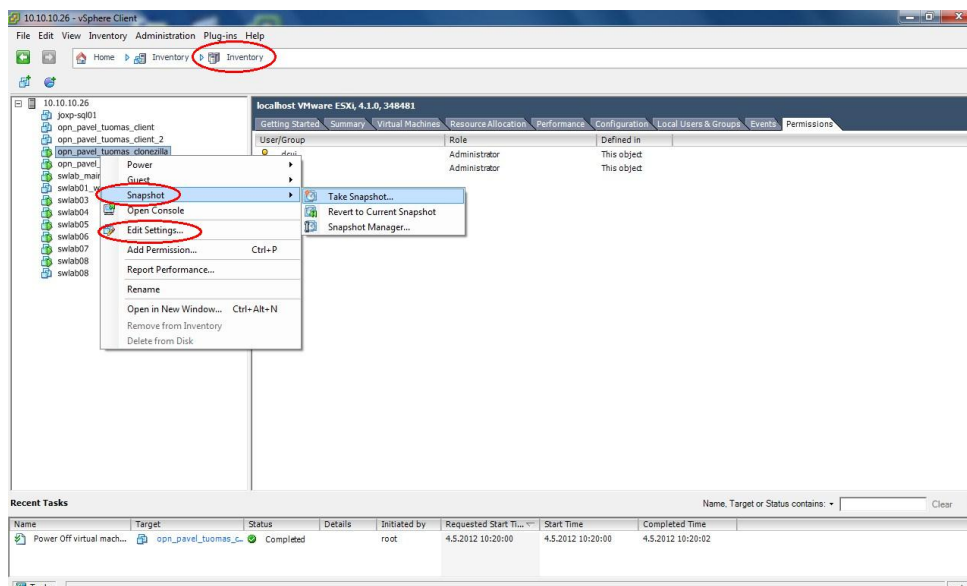 10.10.10.26 - vSphere Client
File Edit View Inventory Administration Plug-ins Help
Home Inventory Inventory
10.10.10.26
joxp-sql01
opn_pavel_tuomas_client
opn_pavel_tuomas_client_2
opn_pavel_tuomas_clonezilla
opn_pavel_
swlab_mair
swlab01_w
swlab03
swlab04
swlab05
swlab06
swlab07
swlab08
swlab08
Power
Guest
Snapshot
Open Console
Edit Settings...
Add Permission... Ctrl+P
Report Performance...
Rename
Open in New Window... Ctrl+Alt+N
Remove from Inventory
Delete from Disk
Take Snapshot...
Revert to Current Snapshot
Snapshot Manager...
localhost VMware ESXi, 4.1.0, 348481
Getting Started Summary Virtual Machines Resource Allocation Performance Configuration Local Users & Groups Events Permissions
User/Group Role Defined in
dcui Administrator This object
Administrator This object
Recent Tasks Name, Target or Status contains: Clear
Name Target Status Details Initiated by Requested Start Ti... Start Time Completed Time
Power Off virtual mach... opn_pavel_tuomas_c... Completed root 4.5.2012 10:20:00 4.5.2012 10:20:00 4.5.2012 10:20:02